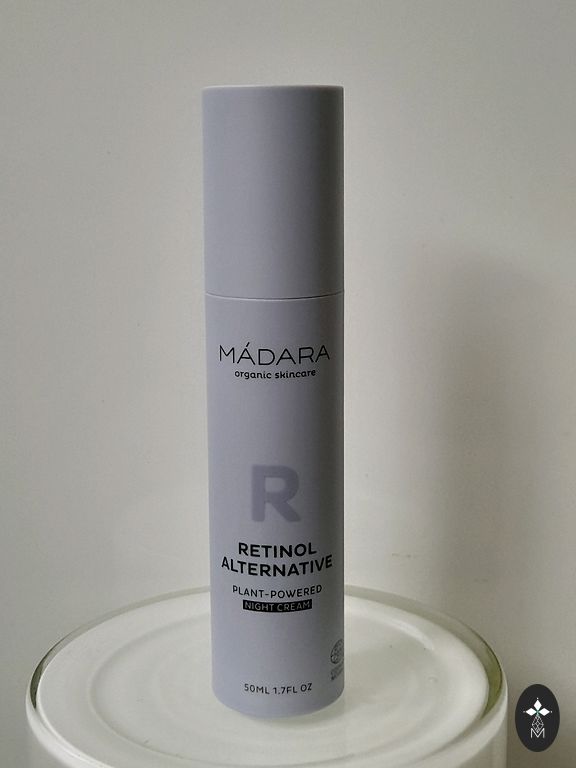 MÁDARA
organic skincare
R
RETINOL
ALTERNATIVE
PLANT-POWERED
NIGHT CREAM
50ML 1.7FL OZ
M